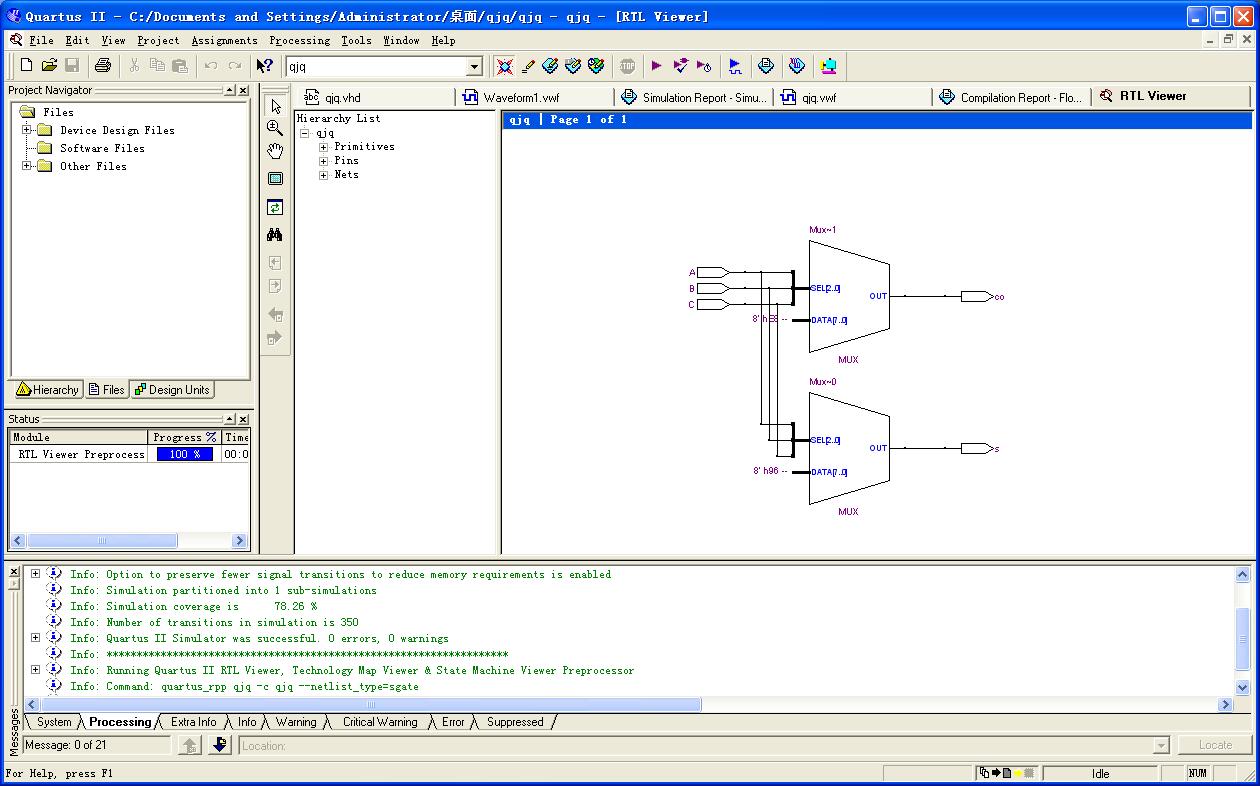 Quartus II - C:/Documents and Settings/Administrator/桌面/qjq/qjq - qjq - [RTL Viewer]
File Edit View Project Assignments Processing Tools Window Help
qjq
STOP
Project Navigator
Files
Device Design Files
Software Files
Other Files
Hierarchy Files Design Units
Status
Module Progress % Time
RTL Viewer Preprocess 100 % 00:0
abc qjq.vhd Waveform1.vwf Simulation Report - Simu... qjq.vwf Compilation Report - Flo... RTL Viewer
Hierarchy List
qjq
Primitives
Pins
Nets
qjq | Page 1 of 1
Mux~1
A
B
C
SEL[2..0]
OUT
co
8' hE8 --
DATA[7..0]
MUX
Mux~0
SEL[2..0]
OUT
s
8' h96 --
DATA[7..0]
MUX
Info: Option to preserve fewer signal transitions to reduce memory requirements is enabled
Info: Simulation partitioned into 1 sub-simulations
Info: Simulation coverage is 78.26 %
Info: Number of transitions in simulation is 350
Info: Quartus II Simulator was successful. 0 errors, 0 warnings
Info: *******************************************************************
Info: Running Quartus II RTL Viewer, Technology Map Viewer & State Machine Viewer Preprocessor
Info: Command: quartus_rpp qjq -c qjq --netlist_type=sgate
System Processing Extra Info Info Warning Critical Warning Error Suppressed
Messages
Message: 0 of 21
Location:
Locate
For Help, press F1
Idle
NUM